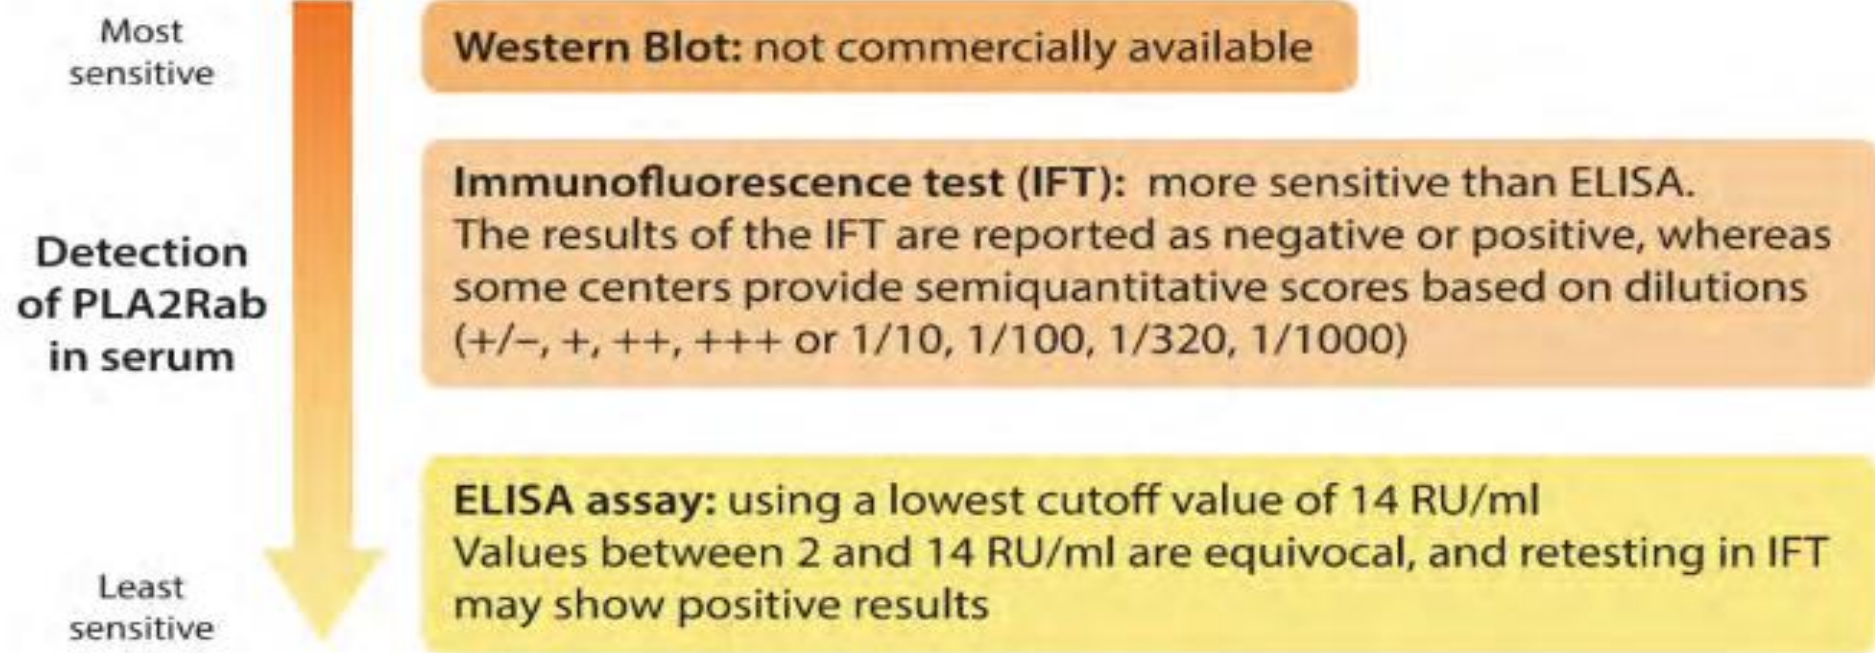 Most
sensitive
Western Blot: not commercially available
Detection
of PLA2Rab
in serum
Immunofluorescence test (IFT): more sensitive than ELISA.
The results of the IFT are reported as negative or positive, whereas
some centers provide semiquantitative scores based on dilutions
(+/–, +, ++, +++ or 1/10, 1/100, 1/320, 1/1000)
ELISA assay: using a lowest cutoff value of 14 RU/ml
Values between 2 and 14 RU/ml are equivocal, and retesting in IFT
may show positive results
Least
sensitive